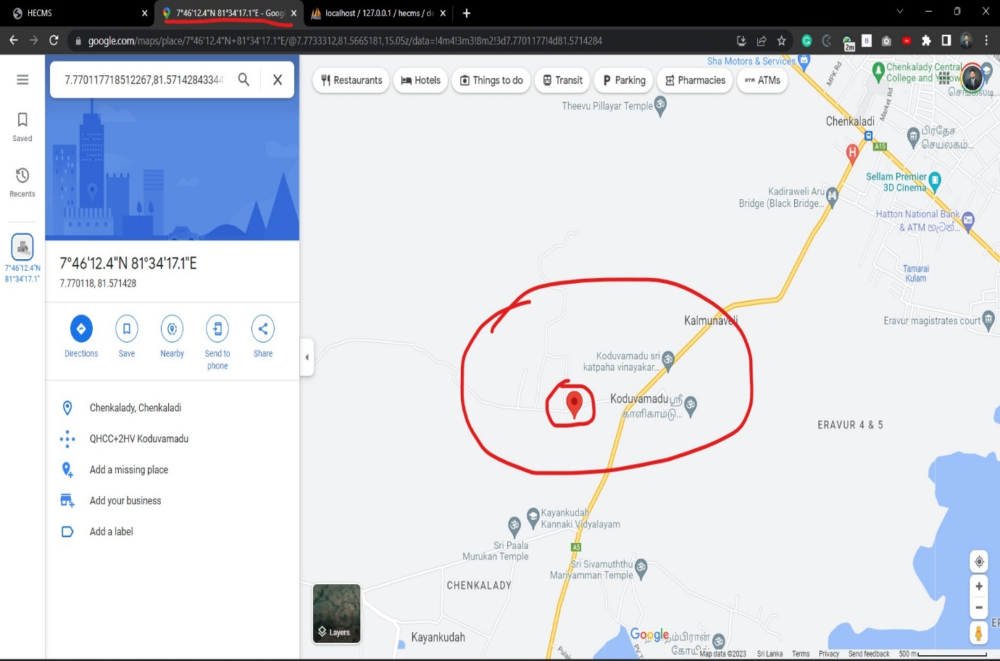 HECMS
7°46'12.4"N 81°34'17.1"E - Goog
localhost / 127.0.0.1 / hecms / de
google.com/maps/place/7°46'12.4"N+81°34'17.1"E/@7.7733312,81.5665181,15.05z/data=!4m4!3m3!8m2!3d7.7701177!4d81.5714284
2m
7.770117718512267,81.57142843344
Restaurants
Hotels
Things to do
Transit
Parking
Pharmacies
ATMs
Saved
Recents
7°46'12.4"N
81°34'17.1"
7°46'12.4"N 81°34'17.1"E
7.770118, 81.571428
Directions
Save
Nearby
Send to
phone
Share
Chenkalady, Chenkaladi
QHCC+2HV Koduvamadu
Add a missing place
Add your business
Add a label
Sha Motors & Services
MPK Rd
Market Rd
Chenkalady Central
College and
Theevu Pillayar Temple
Chenkaladi
A15
H
பிரதேச
செயலகம்...
Sellam Premier
3D Cinema
Kadiraweli Aru
Bridge (Black Bridge...
Hatton National Bank
& ATM හැටන්...
Tamarai
Kulam
Eravur magistrates court
Kalmunaveli
Koduvamadu sri
katpaha vinayakar...
Koduvamadu
ஸ்ரீ
காளிகாமடு...
ERAVUR 4 & 5
Kayankudah
Kannaki Vidyalayam
Sri Paala
Murukan Temple
A5
Sri Sivamuththu
Mariyamman Temple
CHENKALADY
Kayankudah
Layers
Google
ம்பிரான்
கோயி
Map data ©2023
Sri Lanka
Terms
Privacy
Send feedback
500 m